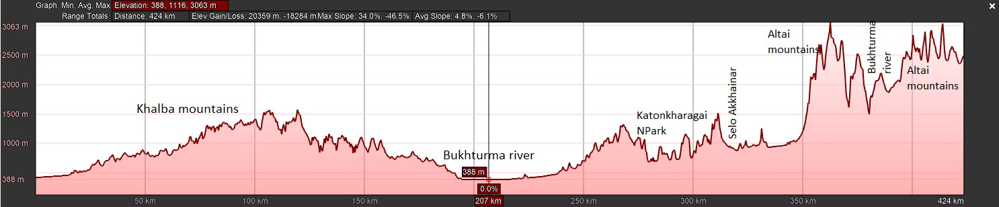 Graph: Min, Avg, Max Elevation: 388, 1116, 3063 m
Range Totals: Distance: 424 km Elev Gain/Loss: 20359 m, -18284 m Max Slope: 34.0%, -46.5% Avg Slope: 4.8%, -6.1%
3063 m
2500 m
2000 m
1500 m
1000 m
388 m
Khalba mountains
Bukhturma river
388 m
0.0%
Katonkharagai
NPark
Selo Akkhainar
Altai
mountains
Bukhturma
river
Altai
mountains
50 km 100 km 150 km 207 km 250 km 300 km 350 km 424 km